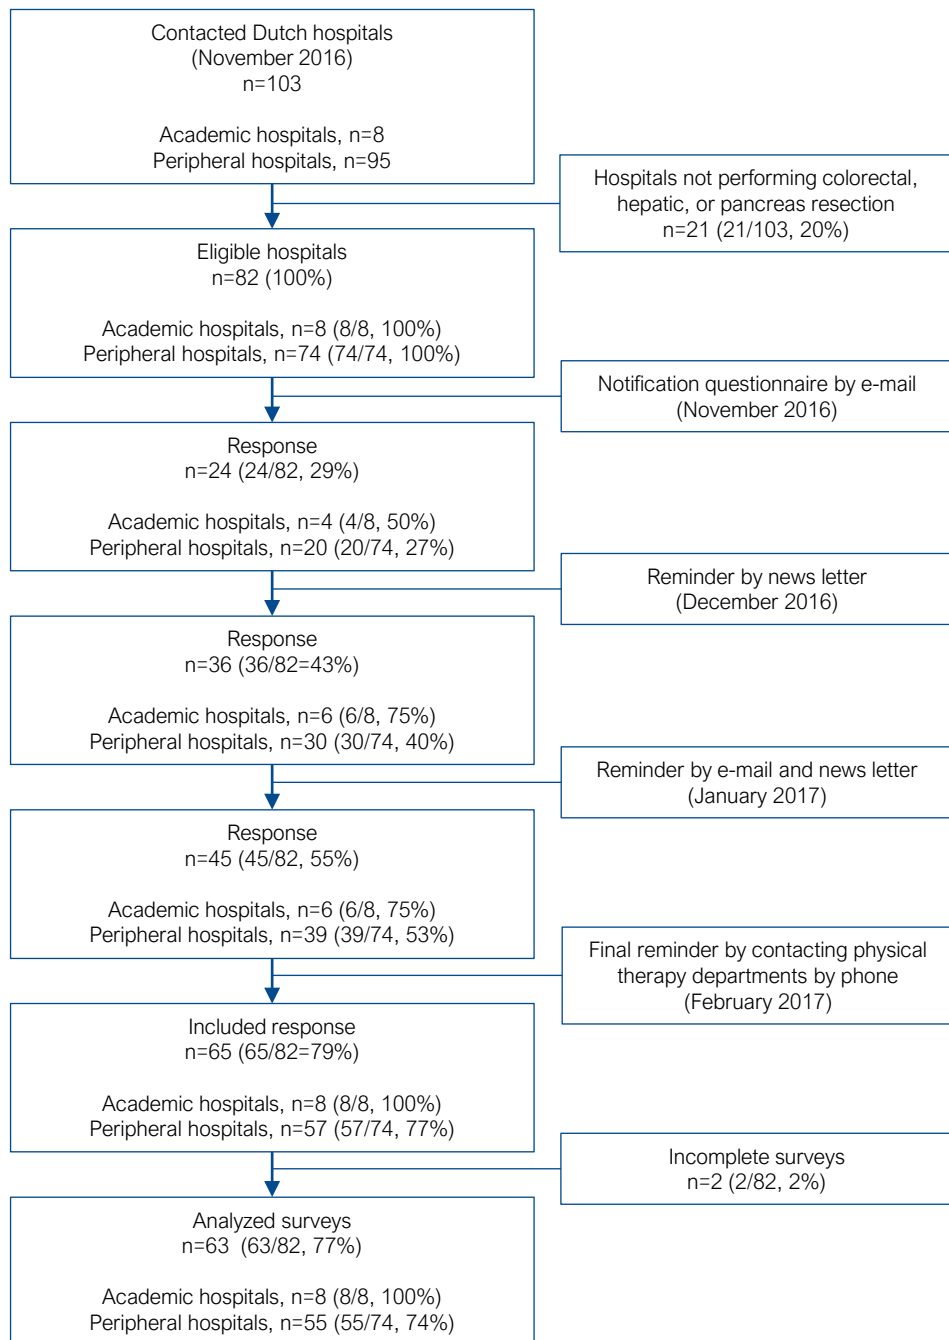 Contacted Dutch hospitals
(November 2016)
n=103
Academic hospitals, n=8
Peripheral hospitals, n=95
Hospitals not performing colorectal,
hepatic, or pancreas resection
n=21 (21/103, 20%)
Eligible hospitals
n=82 (100%)
Academic hospitals, n=8 (8/8, 100%)
Peripheral hospitals, n=74 (74/74, 100%)
Notification questionnaire by e-mail
(November 2016)
Response
n=24 (24/82, 29%)
Academic hospitals, n=4 (4/8, 50%)
Peripheral hospitals, n=20 (20/74, 27%)
Reminder by news letter
(December 2016)
Response
n=36 (36/82=43%)
Academic hospitals, n=6 (6/8, 75%)
Peripheral hospitals, n=30 (30/74, 40%)
Reminder by e-mail and news letter
(January 2017)
Response
n=45 (45/82, 55%)
Academic hospitals, n=6 (6/8, 75%)
Peripheral hospitals, n=39 (39/74, 53%)
Final reminder by contacting physical
therapy departments by phone
(February 2017)
Included response
n=65 (65/82=79%)
Academic hospitals, n=8 (8/8, 100%)
Peripheral hospitals, n=57 (57/74, 77%)
Incomplete surveys
n=2 (2/82, 2%)
Analyzed surveys
n=63 (63/82, 77%)
Academic hospitals, n=8 (8/8, 100%)
Peripheral hospitals, n=55 (55/74, 74%)